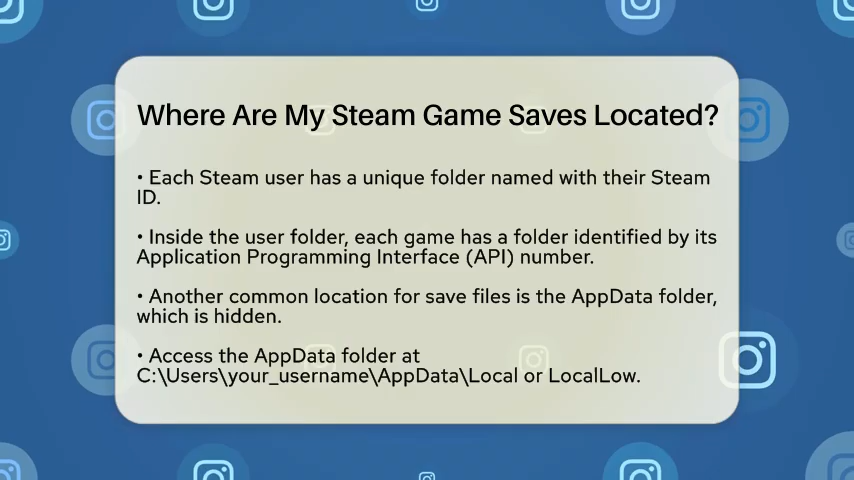 Where Are My Steam Game Saves Located?
• Each Steam user has a unique folder named with their Steam
ID.
• Inside the user folder, each game has a folder identified by its
Application Programming Interface (API) number.
• Another common location for save files is the AppData folder,
which is hidden.
• Access the AppData folder at
C:\Users\your_username\AppData\Local or LocalLow.